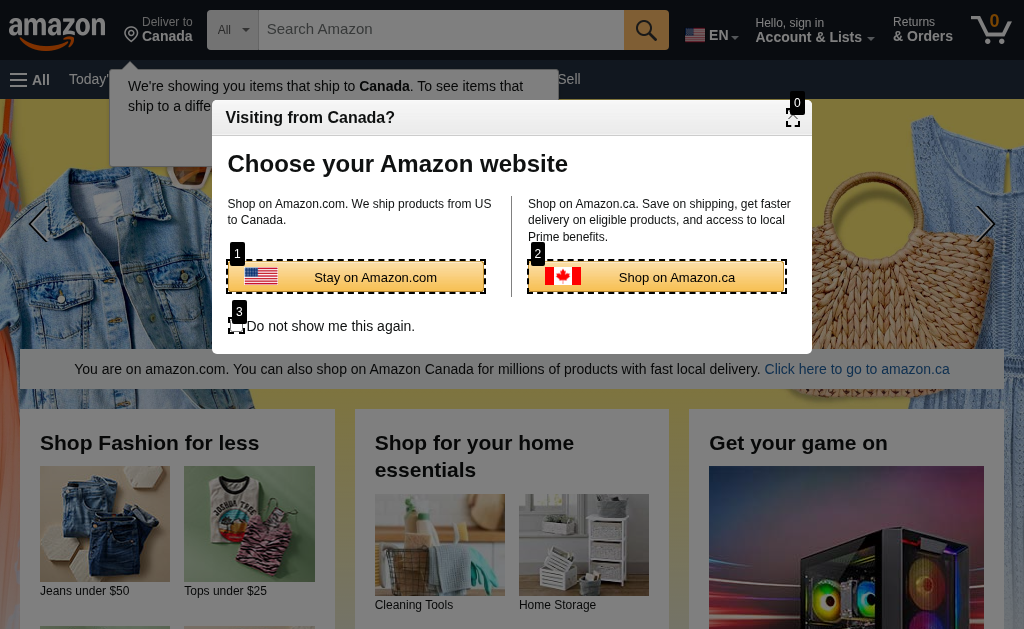 amazon
Deliver to
Canada
All
Search Amazon
EN
Hello, sign in
Account & Lists
Returns
& Orders
0
All
Today'
Sell
We're showing you items that ship to Canada. To see items that
ship to a diffe
0
Visiting from Canada?
Choose your Amazon website
Shop on Amazon.com. We ship products from US
to Canada.
Shop on Amazon.ca. Save on shipping, get faster
delivery on eligible products, and access to local
Prime benefits.
1
Stay on Amazon.com
2
Shop on Amazon.ca
3
Do not show me this again.
You are on amazon.com. You can also shop on Amazon Canada for millions of products with fast local delivery. Click here to go to amazon.ca
Shop Fashion for less
Shop for your home
essentials
Get your game on
JOSHUA TREE
Jeans under $50
Tops under $25
Cleaning Tools
Home Storage